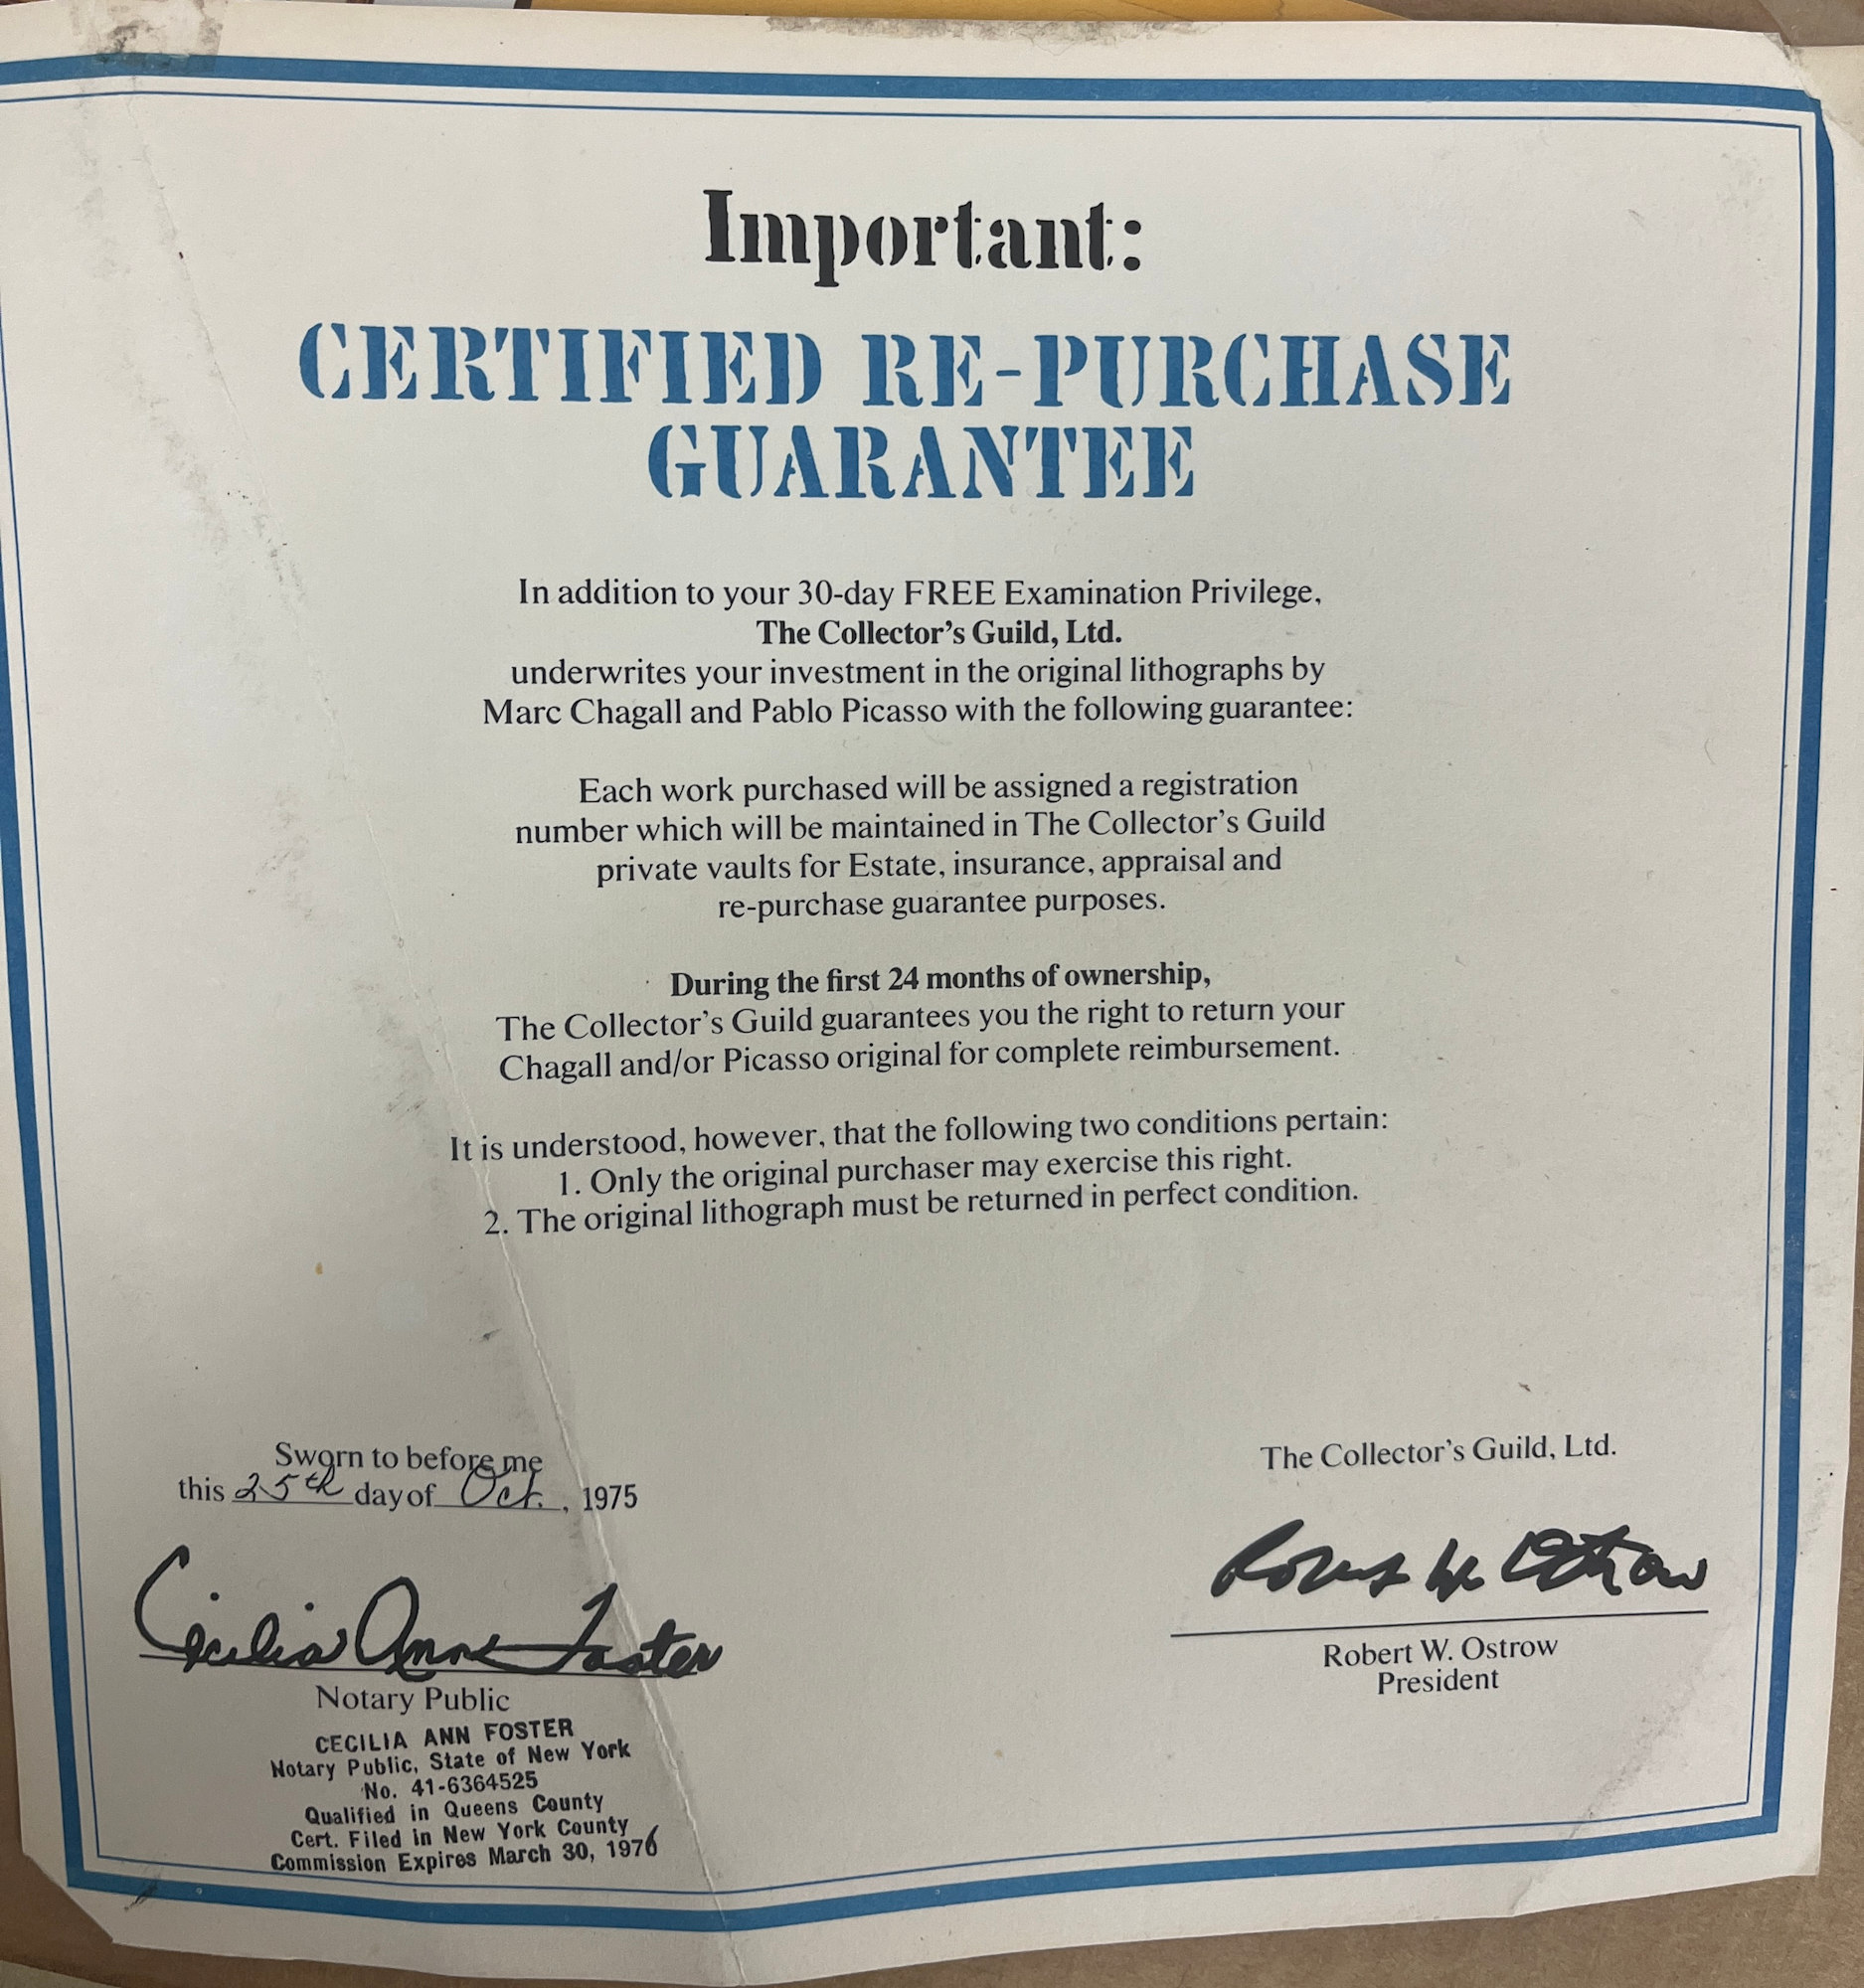 Important:
CERTIFIED RE-PURCHASE
GUARANTEE
In addition to your 30-day FREE Examination Privilege,
The Collector's Guild, Ltd.
underwrites your investment in the original lithographs by
Marc Chagall and Pablo Picasso with the following guarantee:
Each work purchased will be assigned a registration
number which will be maintained in The Collector's Guild
private vaults for Estate, insurance, appraisal and
re-purchase guarantee purposes.
During the first 24 months of ownership,
The Collector's Guild guarantees you the right to return your
Chagall and/or Picasso original for complete reimbursement.
It is understood, however, that the following two conditions pertain:
1. Only the original purchaser may exercise this right.
2. The original lithograph must be returned in perfect condition.
Sworn to before me
this 25th day of Oct. , 1975
Cecilia Ann Foster
Notary Public
CECILIA ANN FOSTER
Notary Public, State of New York
No. 41-6364525
Qualified in Queens County
Cert. Filed in New York County
Commission Expires March 30, 1976
The Collector's Guild, Ltd.
Robert W. Ostrow
Robert W. Ostrow
President